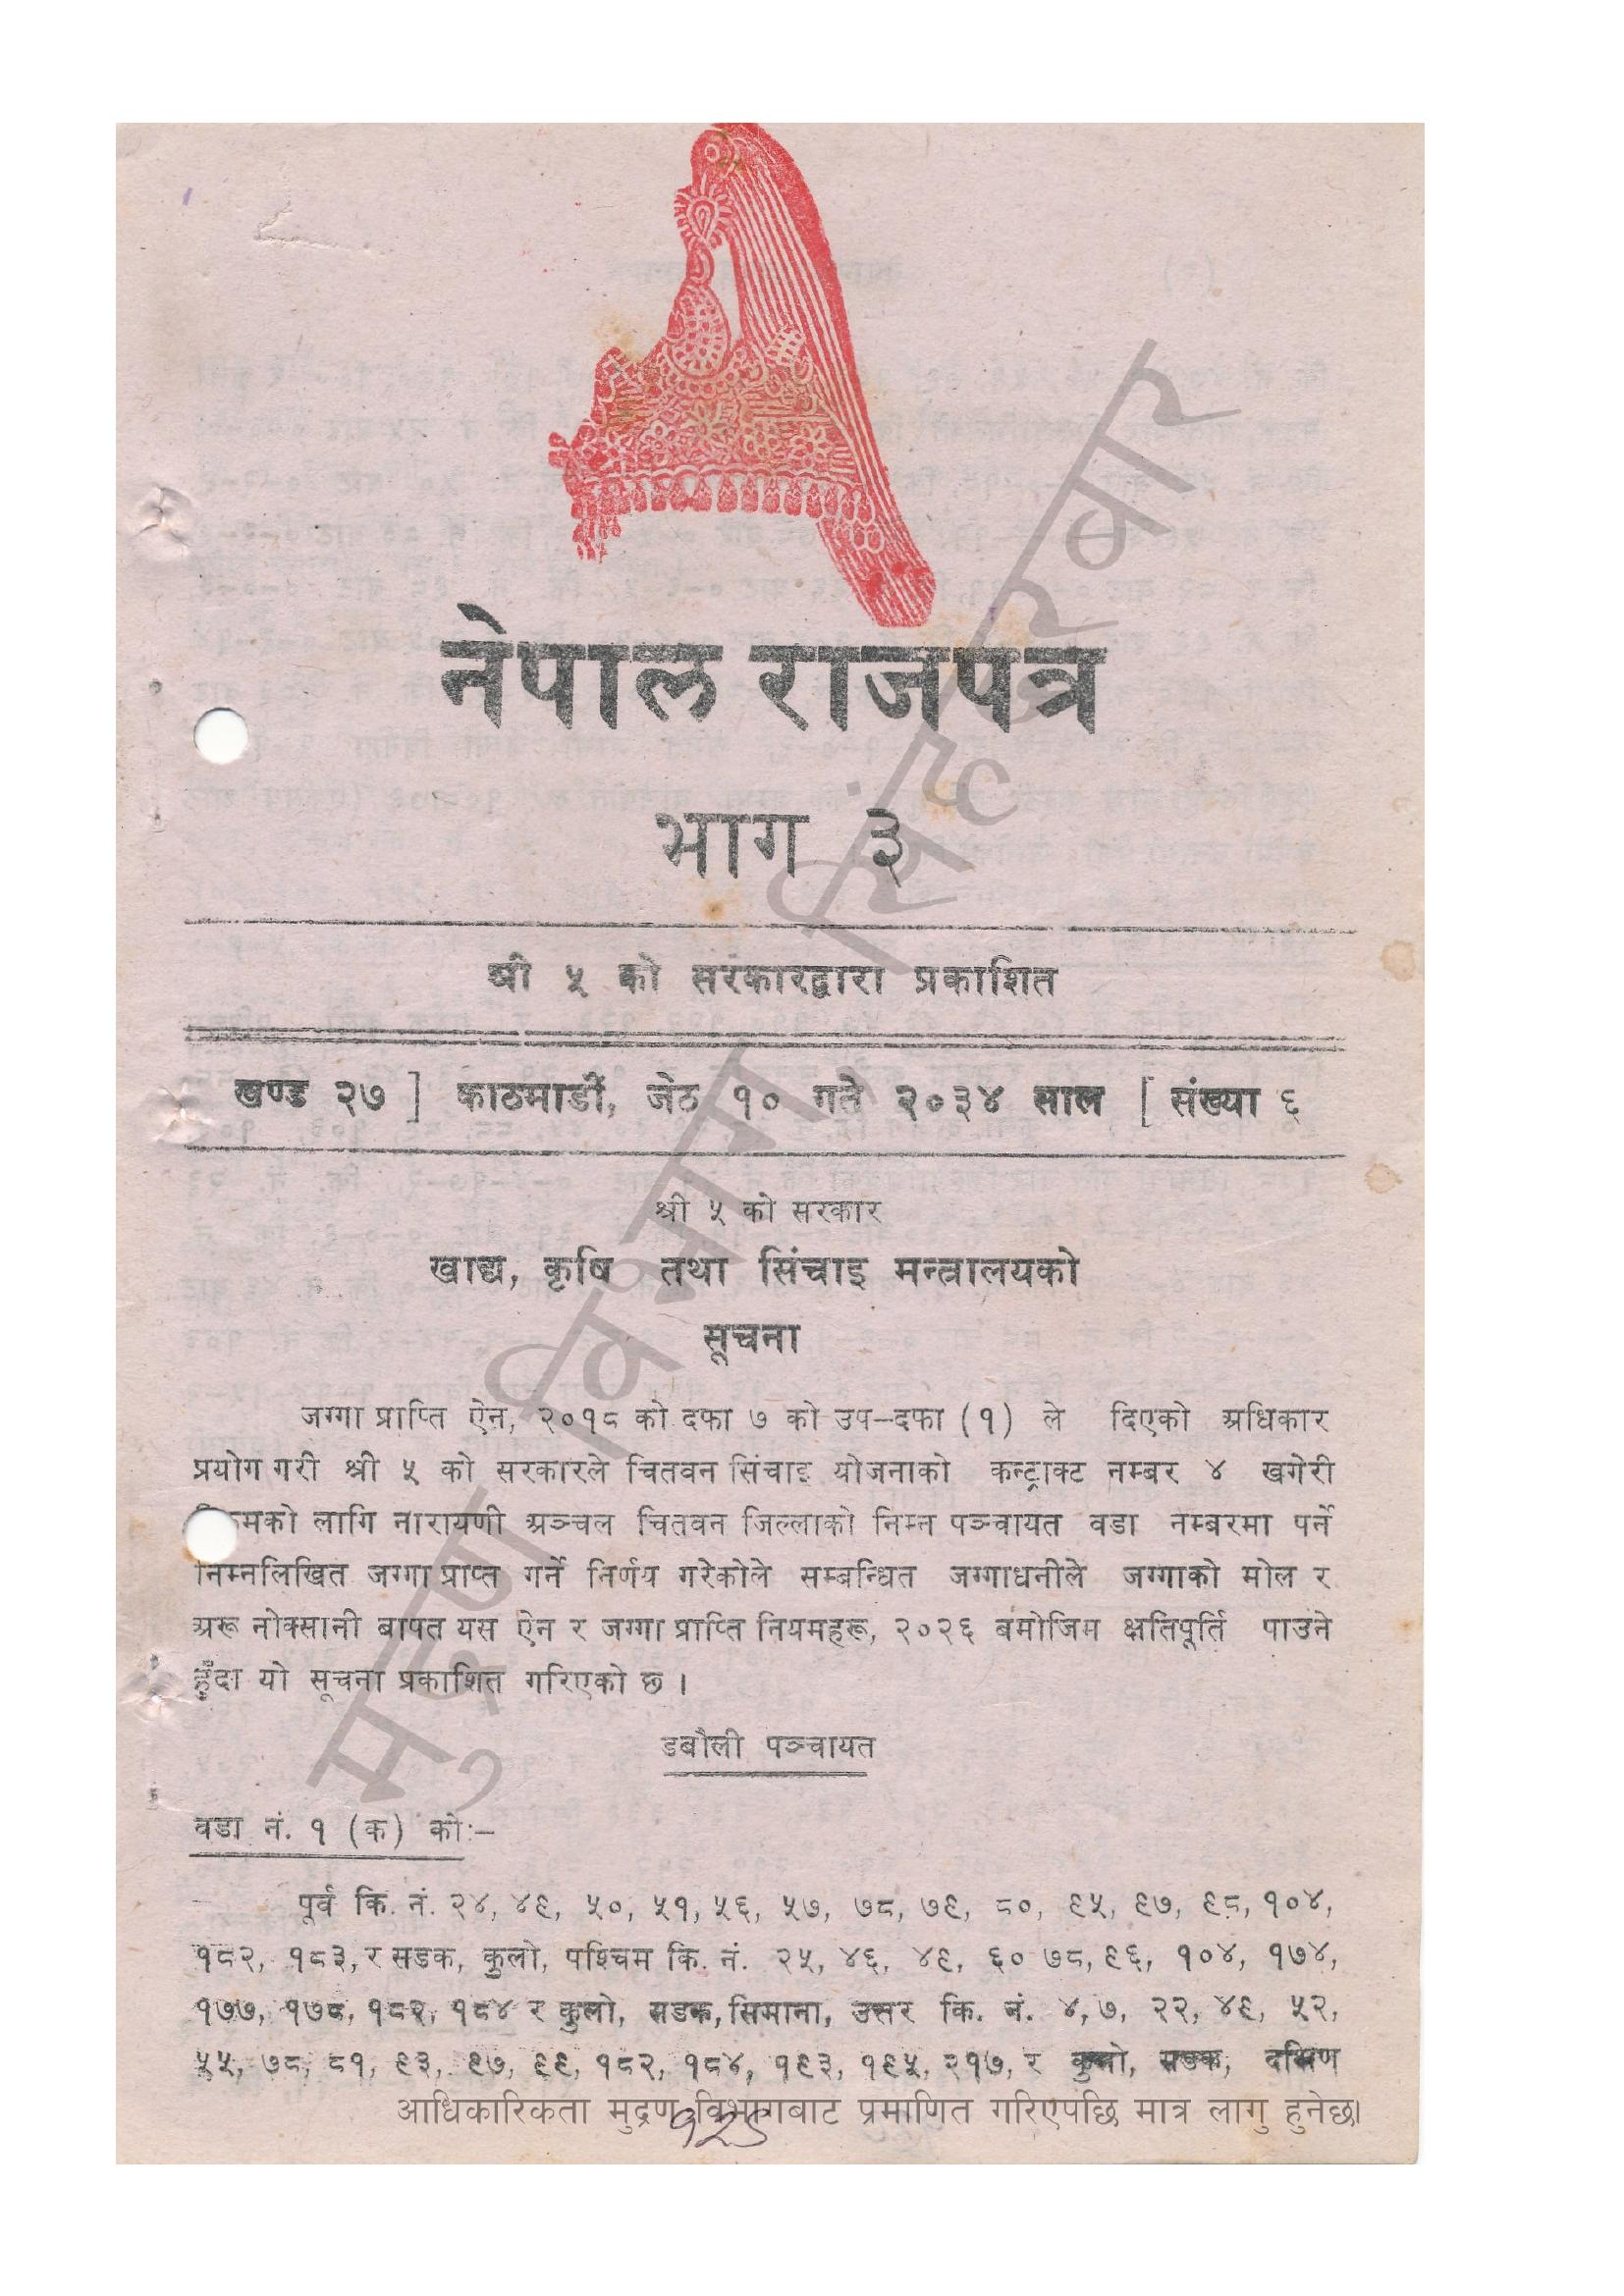 नेपाल राजपत्र
भाग ३
श्री ५ को सरकारद्वारा प्रकाशित
खण्ड २७ ] काठमाडौं, जेठ १० गते २०३४ साल [ संख्या ६
श्री ५ को सरकार
खाद्य, कृषि तथा सिंचाइ मन्त्रालयको
सूचना
जग्गा प्राप्ति ऐन, २०१८ को दफा ७ को उप–दफा (१) ले दिएको अधिकार
प्रयोग गरी श्री ५ को सरकारले चितवन सिंचाइ योजनाको कन्ट्राक्ट नम्बर ४ खगेरी
को लागि नारायणी अञ्चल चितवन जिल्लाको निम्न पञ्चायत वडा नम्बरमा पर्ने
निम्नलिखित जग्गा प्राप्त गर्ने निर्णय गरेकोले सम्बन्धित जग्गाधनीले जग्गाको मोल र
अरू नोक्सानी बापत यस ऐन र जग्गा प्राप्ति नियमहरू, २०२६ बमोजिम क्षतिपूर्ति पाउने
हुँदा यो सूचना प्रकाशित गरिएको छ ।
डबौली पञ्चायत
वडा नं. १ (क) को:–
पूर्व कि. नं. २४, ४९, ५०, ५१, ५६, ५७, ७८, ७९, ८०, ९५, ९७, ९८, १०४,
१८२, १८३, र सडक, कुलो, पश्चिम कि. नं. २५, ४६, ४९, ६० ७८, ९६, १०४, १७४,
१७७, १७८, १८२, १८४ र कुलो, सडक, सिमाना, उत्तर कि. नं. ४, ७, २२, ४९, ५२,
५५, ७८, ८१, ९३, ९७, ९९, १८२, १८४, १९३, १९५, २१७, र कुलो, सडक, दक्षिण
आधिकारिकता मुद्रण विभागबाट प्रमाणित गरिएपछि मात्र लागु हुनेछ।
मुद्रण विभाग, सिंहदरबार